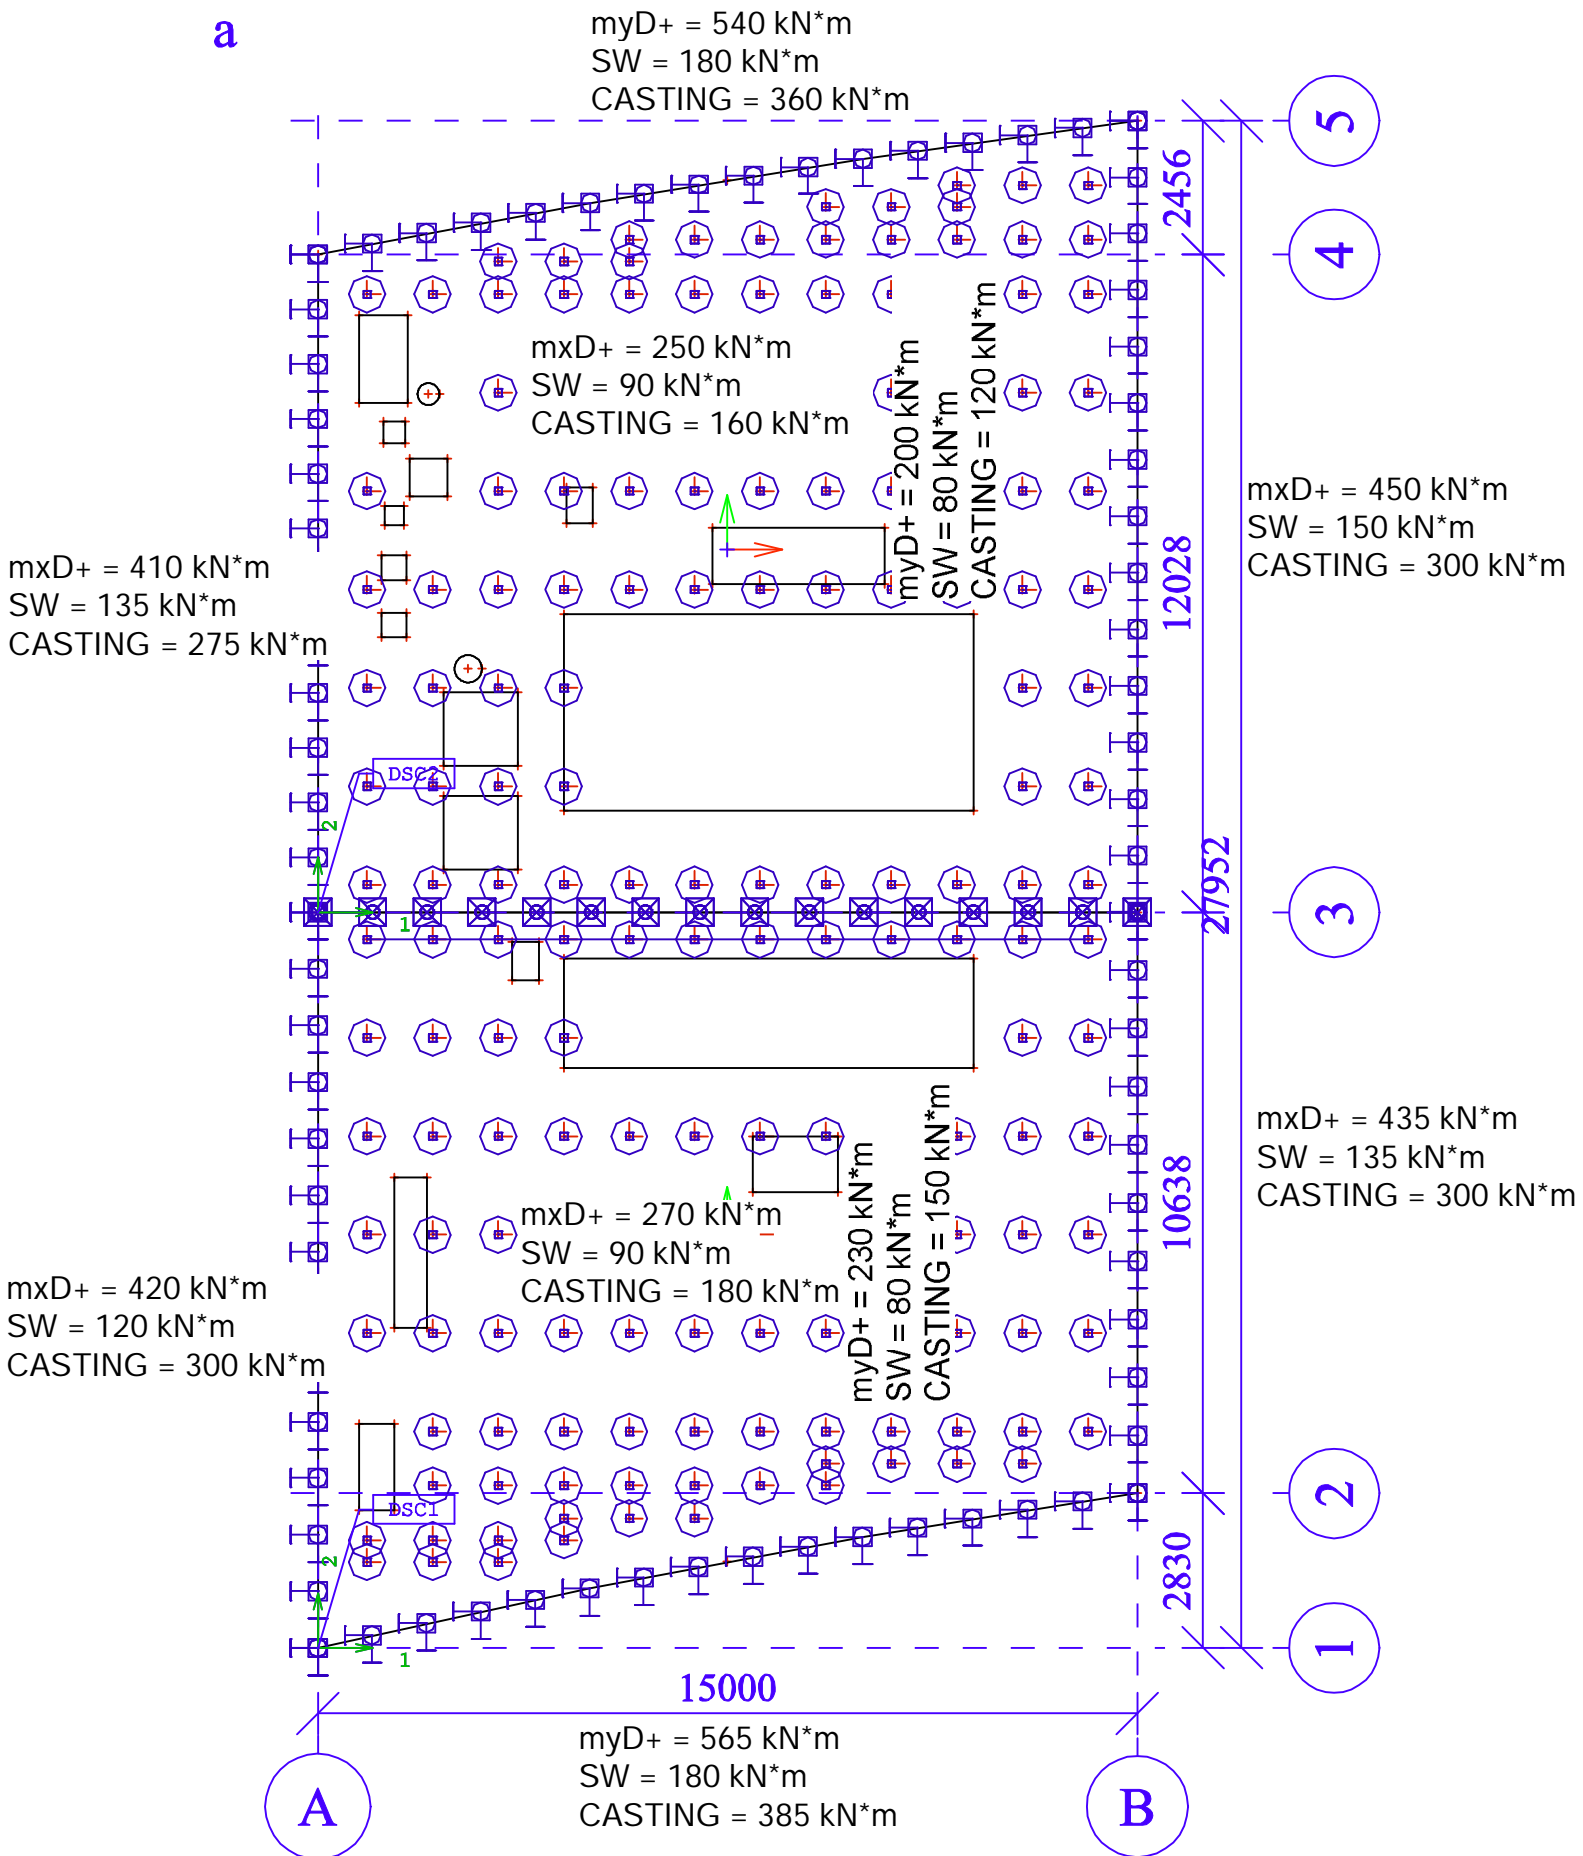 a
myD+ = 540 kN*m
SW = 180 kN*m
CASTING = 360 kN*m
5
2456
4
mxD+ = 250 kN*m
SW = 90 kN*m
CASTING = 160 kN*m
myD+ = 200 kN*m
SW = 80 kN*m
CASTING = 120 kN*m
mxD+ = 450 kN*m
SW = 150 kN*m
CASTING = 300 kN*m
12028
mxD+ = 410 kN*m
SW = 135 kN*m
CASTING = 275 kN*m
DSC2
2
27952
1
3
mxD+ = 435 kN*m
SW = 135 kN*m
CASTING = 300 kN*m
10638
mxD+ = 270 kN*m
SW = 90 kN*m
CASTING = 180 kN*m
myD+ = 230 kN*m
SW = 80 kN*m
CASTING = 150 kN*m
mxD+ = 420 kN*m
SW = 120 kN*m
CASTING = 300 kN*m
2
DSC1
2
2830
1
1
15000
myD+ = 565 kN*m
SW = 180 kN*m
CASTING = 385 kN*m
A
B